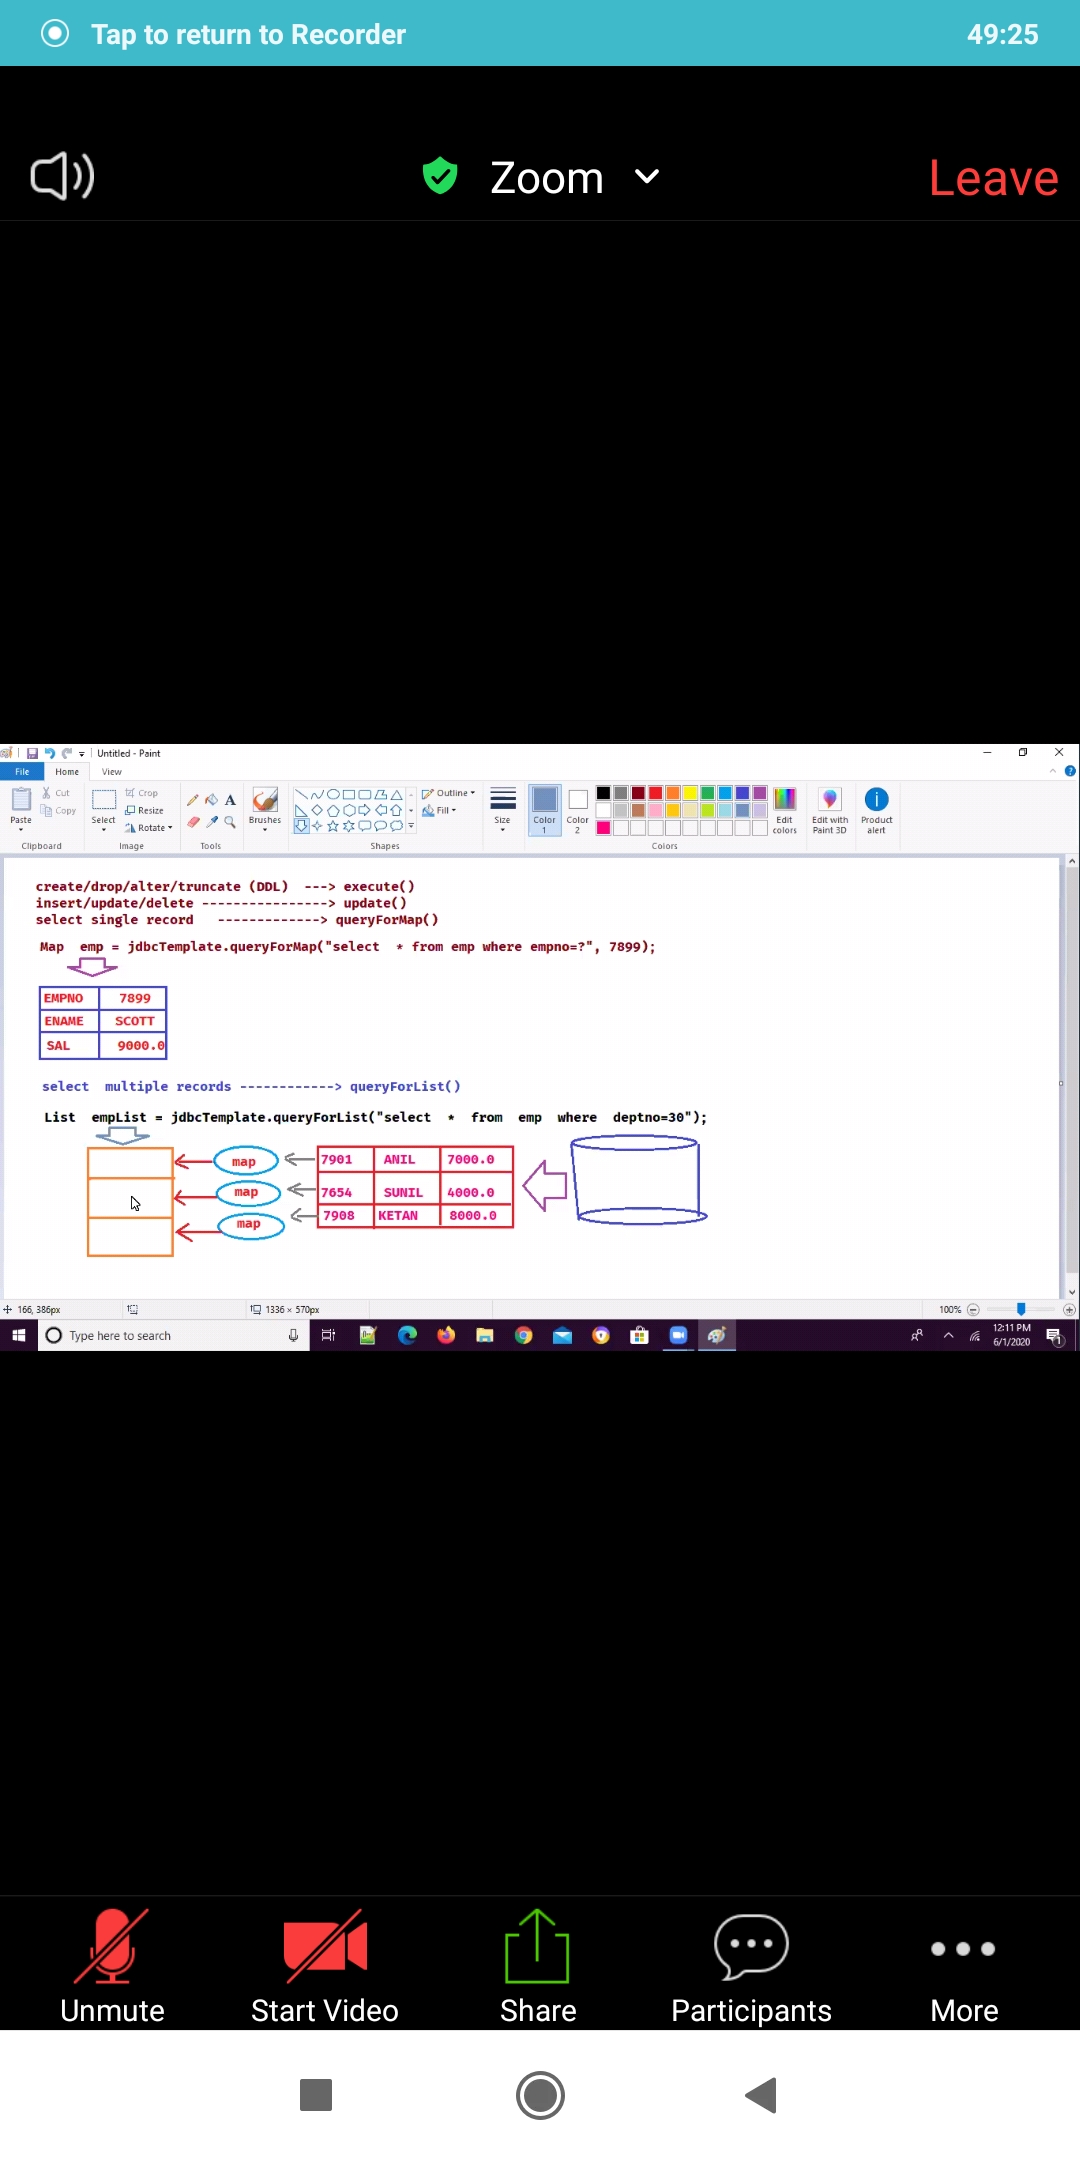 Tap to return to Recorder 49:25
Zoom Leave
Untitled - Paint
File Home View
Paste Cut Copy Select Crop Resize Rotate A Brushes Outline Fill Size Color 1 Color 2 Edit colors Edit with Paint 3D Product alert
Clipboard Image Tools Shapes Colors
create/drop/alter/truncate (DDL) ---> execute()
insert/update/delete ----------------> update()
select single record -------------> queryForMap()
Map emp = jdbcTemplate.queryForMap("select * from emp where empno=?", 7899);
EMPNO 7899
ENAME SCOTT
SAL 9000.0
select multiple records ------------> queryForList()
List empList = jdbcTemplate.queryForList("select * from emp where deptno=30");
map 7901 ANIL 7000.0
map 7654 SUNIL 4000.0
map 7908 KETAN 8000.0
166, 386px 1336 × 570px 100%
Type here to search 12:11 PM
6/1/2020 1
Unmute Start Video Share Participants More